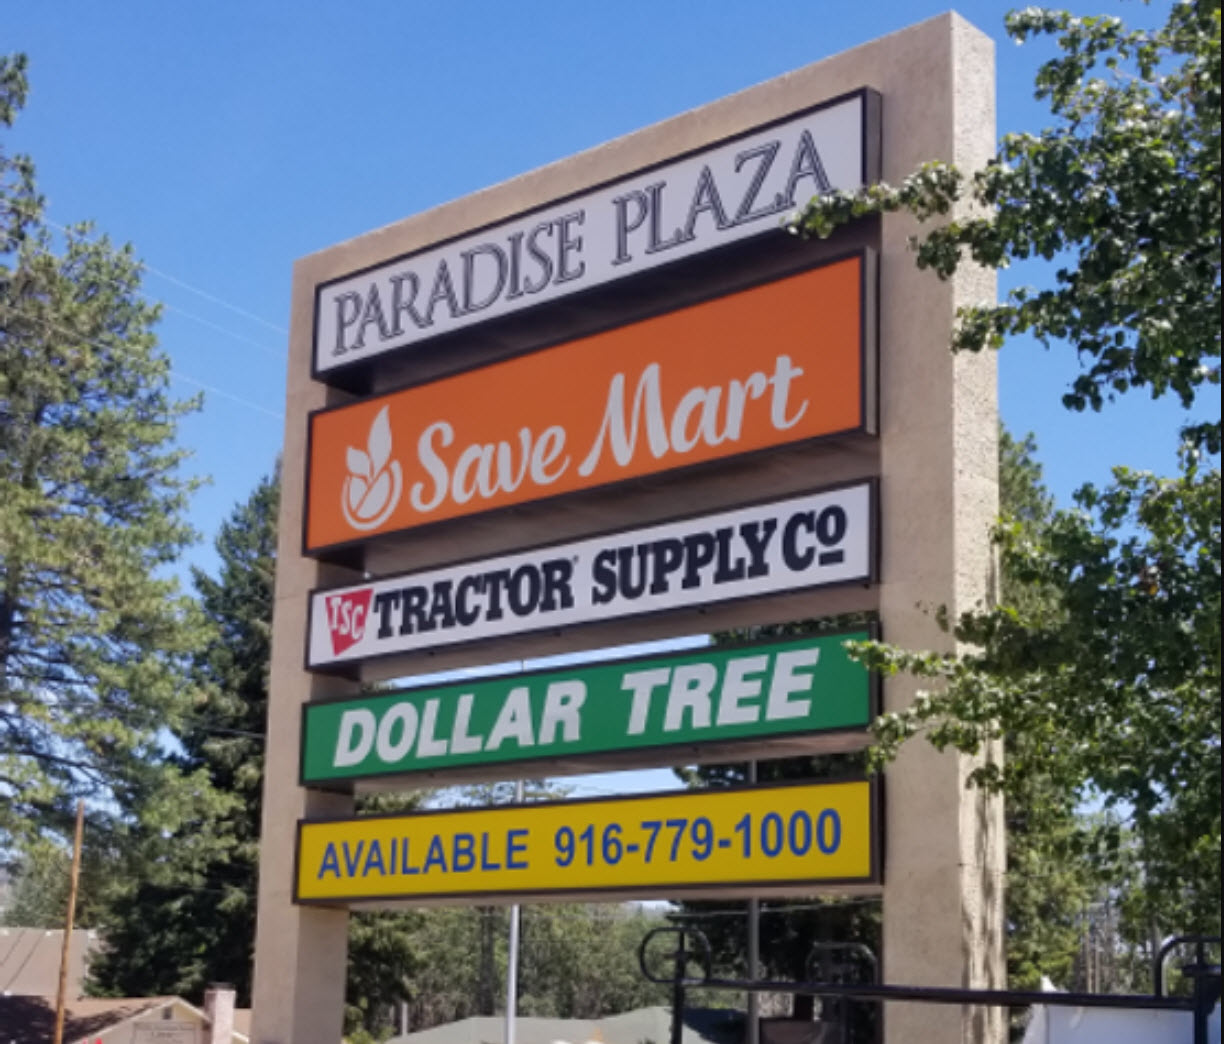 PARADISE PLAZA
Save Mart
TSC TRACTOR SUPPLY Co
DOLLAR TREE
AVAILABLE 916-779-1000